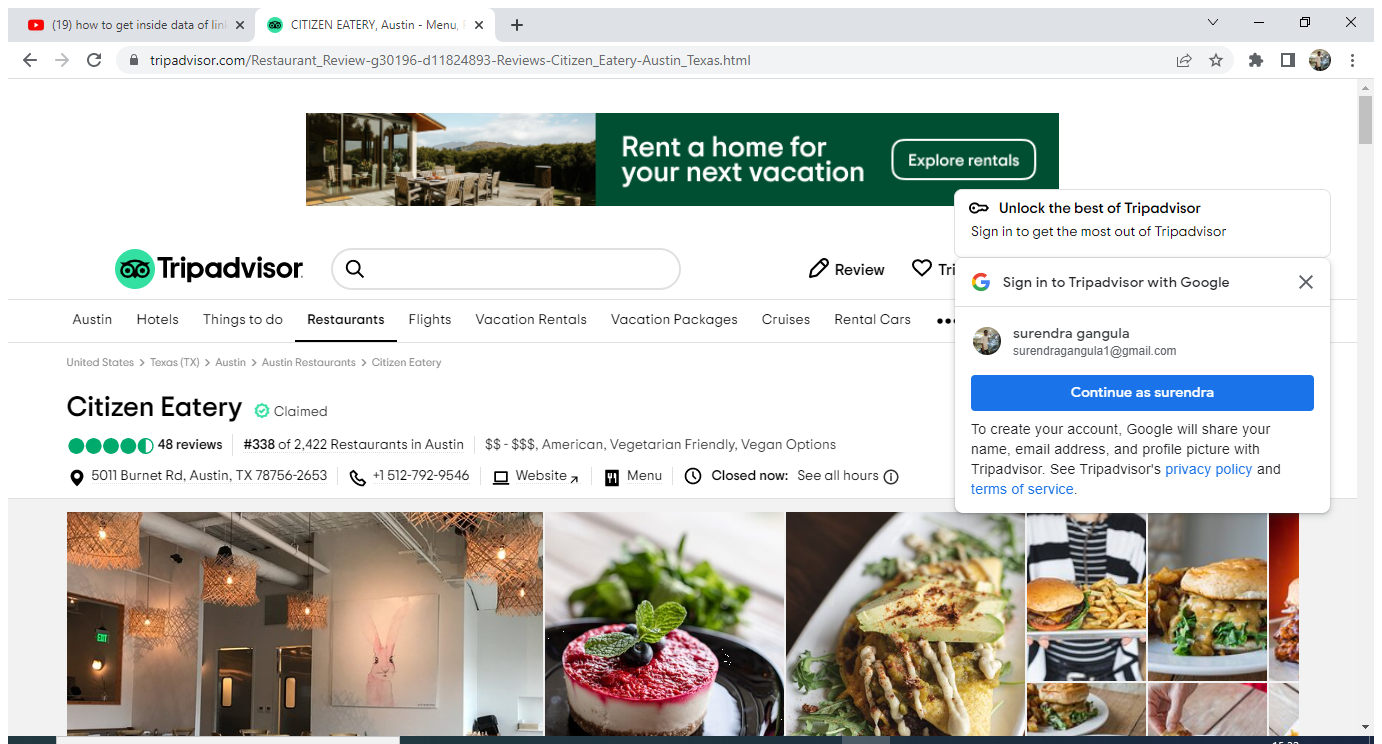 (19) how to get inside data of lin
CITIZEN EATERY, Austin - Menu,
tripadvisor.com/Restaurant_Review-g30196-d11824893-Reviews-Citizen_Eatery-Austin_Texas.html
Rent a home for
your next vacation
Explore rentals
Unlock the best of Tripadvisor
Sign in to get the most out of Tripadvisor
Tripadvisor
Review
Tri
Sign in to Tripadvisor with Google
Austin Hotels Things to do Restaurants Flights Vacation Rentals Vacation Packages Cruises Rental Cars
surendra gangula
surendragangula1@gmail.com
United States > Texas (TX) > Austin > Austin Restaurants > Citizen Eatery
Continue as surendra
Citizen Eatery Claimed
To create your account, Google will share your
name, email address, and profile picture with
Tripadvisor. See Tripadvisor's privacy policy and
terms of service.
48 reviews #338 of 2,422 Restaurants in Austin $$ - $$$, American, Vegetarian Friendly, Vegan Options
5011 Burnet Rd, Austin, TX 78756-2653 +1 512-792-9546 Website Menu Closed now: See all hours
EXIT